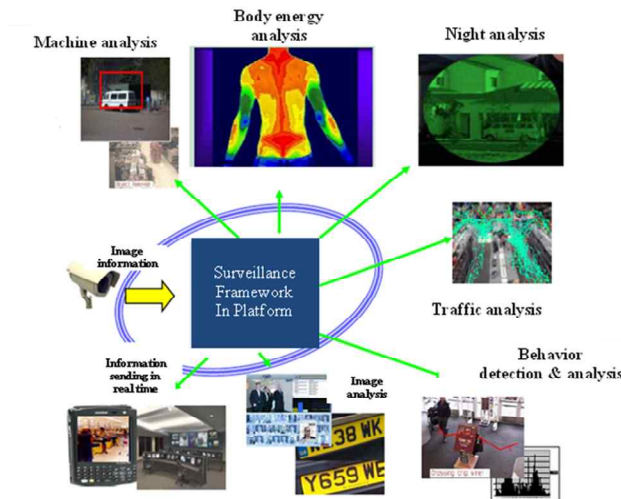 Body energy
analysis
Machine analysis
Night analysis
Image
information
Surveillance
Framework
In Platform
Traffic analysis
Information
sending in
real time
Image
analysis
Behavior
detection & analysis
38 WK
Y659 WE